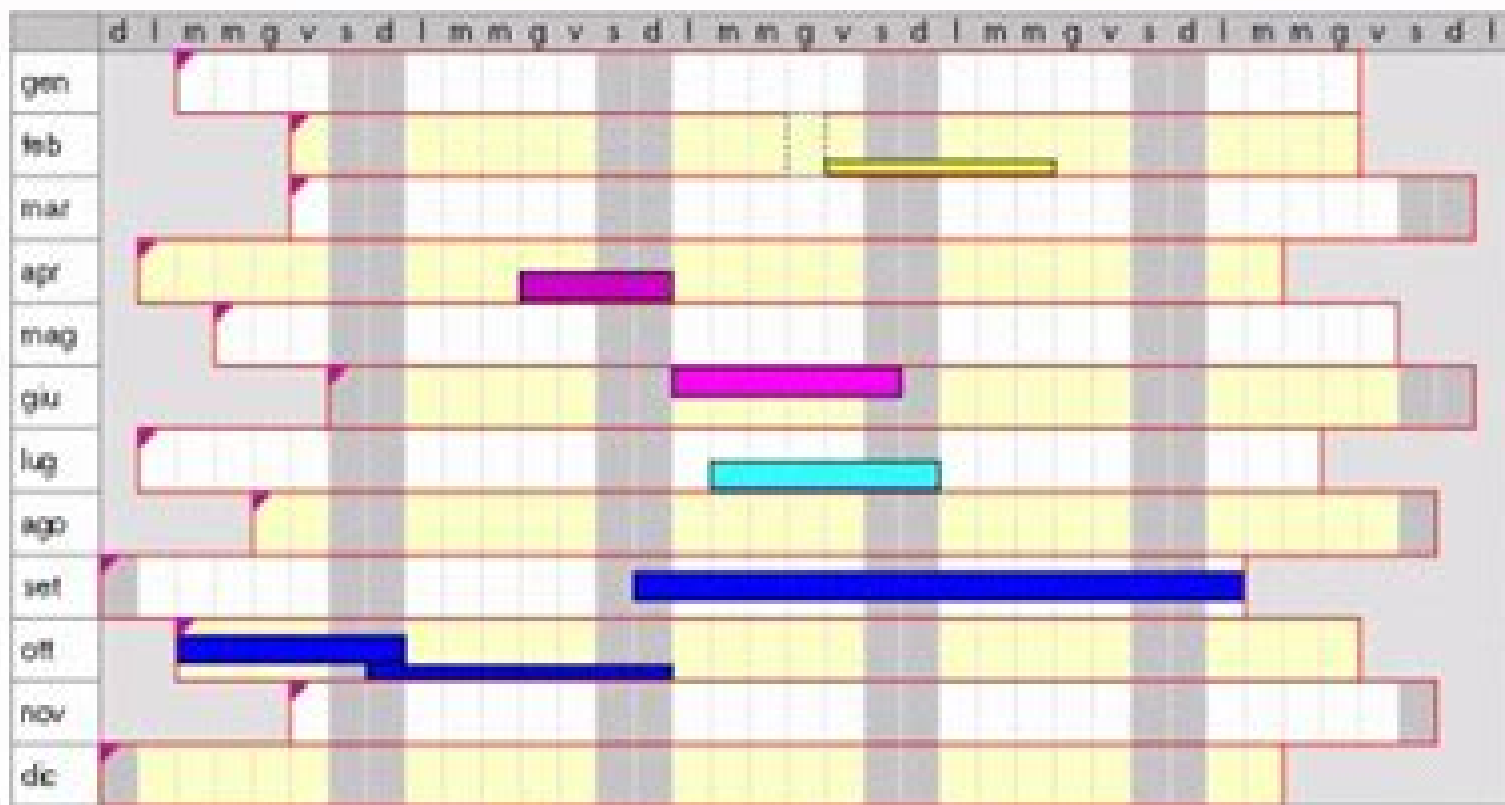 d l m m g v s d l m m g v s d l m m g v s d l m m g v s d l m m g v s d l
gen
feb
mar
apr
mag
giu
lug
ago
set
ott
nov
dic